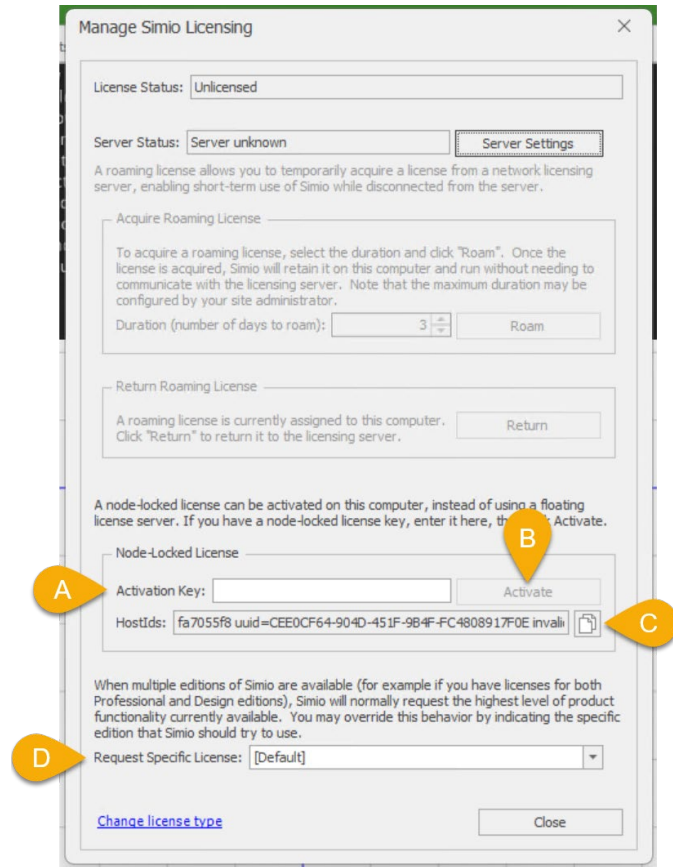 Manage Simio Licensing
License Status: Unlicensed
Server Status: Server unknown Server Settings
A roaming license allows you to temporarily acquire a license from a network licensing
server, enabling short-term use of Simio while disconnected from the server.
Acquire Roaming License
To acquire a roaming license, select the duration and click "Roam". Once the
license is acquired, Simio will retain it on this computer and run without needing to
communicate with the licensing server. Note that the maximum duration may be
configured by your site administrator.
Duration (number of days to roam): 3 Roam
Return Roaming License
A roaming license is currently assigned to this computer.
Click "Return" to return it to the licensing server. Return
A node-locked license can be activated on this computer, instead of using a floating
license server. If you have a node-locked license key, enter it here, Activate.
B
Node-Locked License
A Activation Key: Activate
HostIds: fa7055f8 uuid=CEE0CF64-904D-451F-9B4F-FC4808917F0E C
When multiple editions of Simio are available (for example if you have licenses for both
Professional and Design editions), Simio will normally request the highest level of product
functionality currently available. You may override this behavior by indicating the specific
edition that Simio should try to use.
D Request Specific License: [Default]
Change license type Close